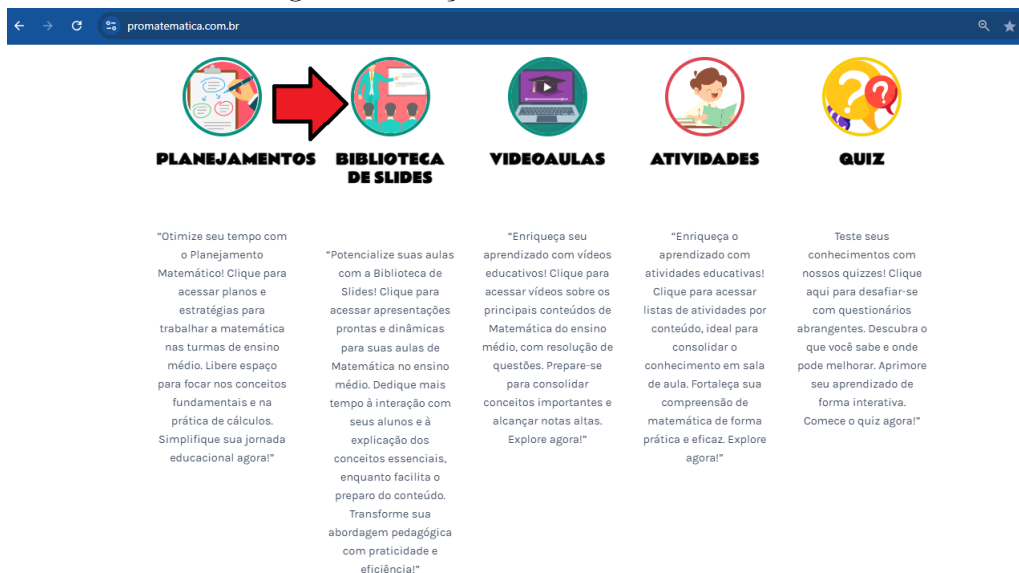 promatematica.com.br
PLANEJAMENTOS
BIBLIOTECA
DE SLIDES
VIDEOAULAS
ATIVIDADES
QUIZ
“Otimize seu tempo com
o Planejamento
Matemático! Clique para
acessar planos e
estratégias para
trabalhar a matemática
nas turmas de ensino
médio. Libere espaço
para focar nos conceitos
fundamentais e na
prática de cálculos.
Simplifique sua jornada
educacional agora!”
“Potencialize suas aulas
com a Biblioteca de
Slides! Clique para
acessar apresentações
prontas e dinâmicas
para suas aulas de
Matemática no ensino
médio. Dedique mais
tempo à interação com
seus alunos e à
explicação dos
conceitos essenciais,
enquanto facilita o
preparo do conteúdo.
Transforme sua
abordagem pedagógica
com praticidade e
eficiência!”
“Enriqueça seu
aprendizado com vídeos
educativos! Clique para
acessar vídeos sobre os
principais conteúdos de
Matemática do ensino
médio, com resolução de
questões. Prepare-se
para consolidar
conceitos importantes e
alcançar notas altas.
Explore agora!”
“Enriqueça o
aprendizado com
atividades educativas!
Clique para acessar
listas de atividades por
conteúdo, ideal para
consolidar o
conhecimento em sala
de aula. Fortaleça sua
compreensão de
matemática de forma
prática e eficaz. Explore
agora!”
Teste seus
conhecimentos com
nossos quizzes! Clique
aqui para desafiar-se
com questionários
abrangentes. Descubra o
que você sabe e onde
pode melhorar. Aprimore
seu aprendizado de
forma interativa.
Comece o quiz agora!”